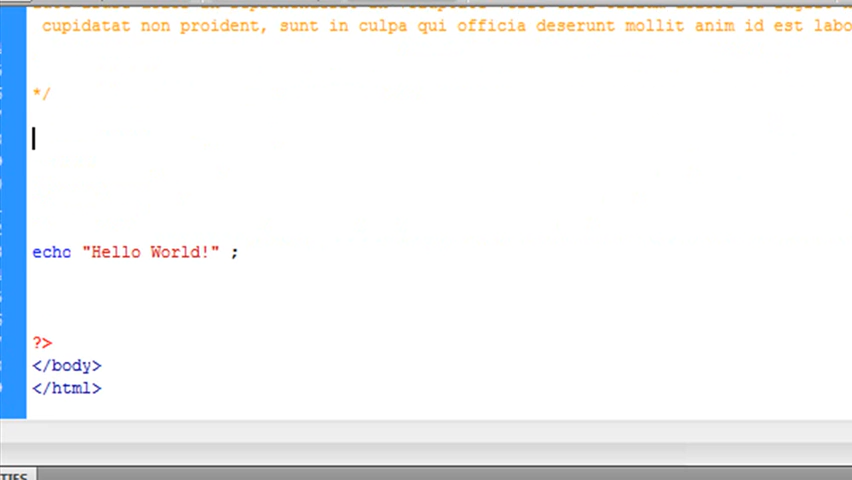 cupidatat non proident, sunt in culpa qui officia deserunt mollit anim id est labo
*/
echo "Hello World!" ;
?>
</body>
</html>
TIES